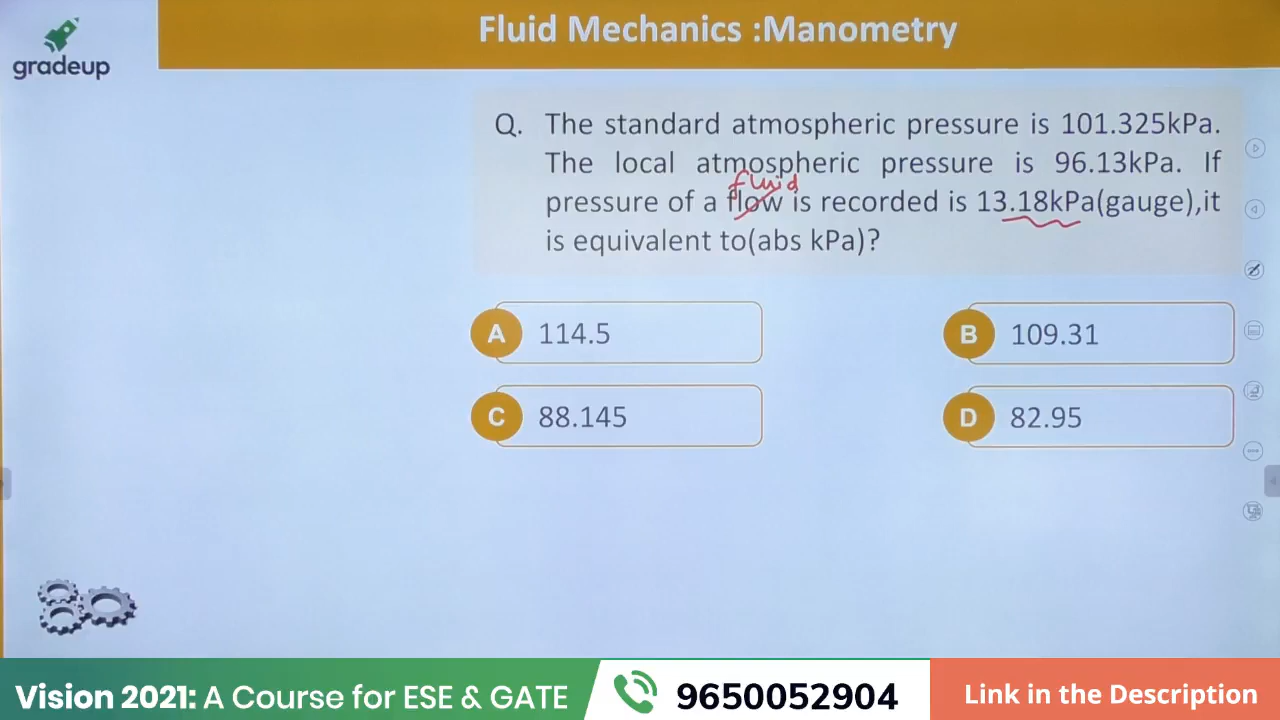 Fluid Mechanics :Manometry
gradeup
Q. The standard atmospheric pressure is 101.325kPa.
The local atmospheric pressure is 96.13kPa. If
fluid
pressure of a flow is recorded is 13.18kPa(gauge),it
is equivalent to(abs kPa)?
A 114.5
B 109.31
C 88.145
D 82.95
Vision 2021: A Course for ESE & GATE
9650052904
Link in the Description